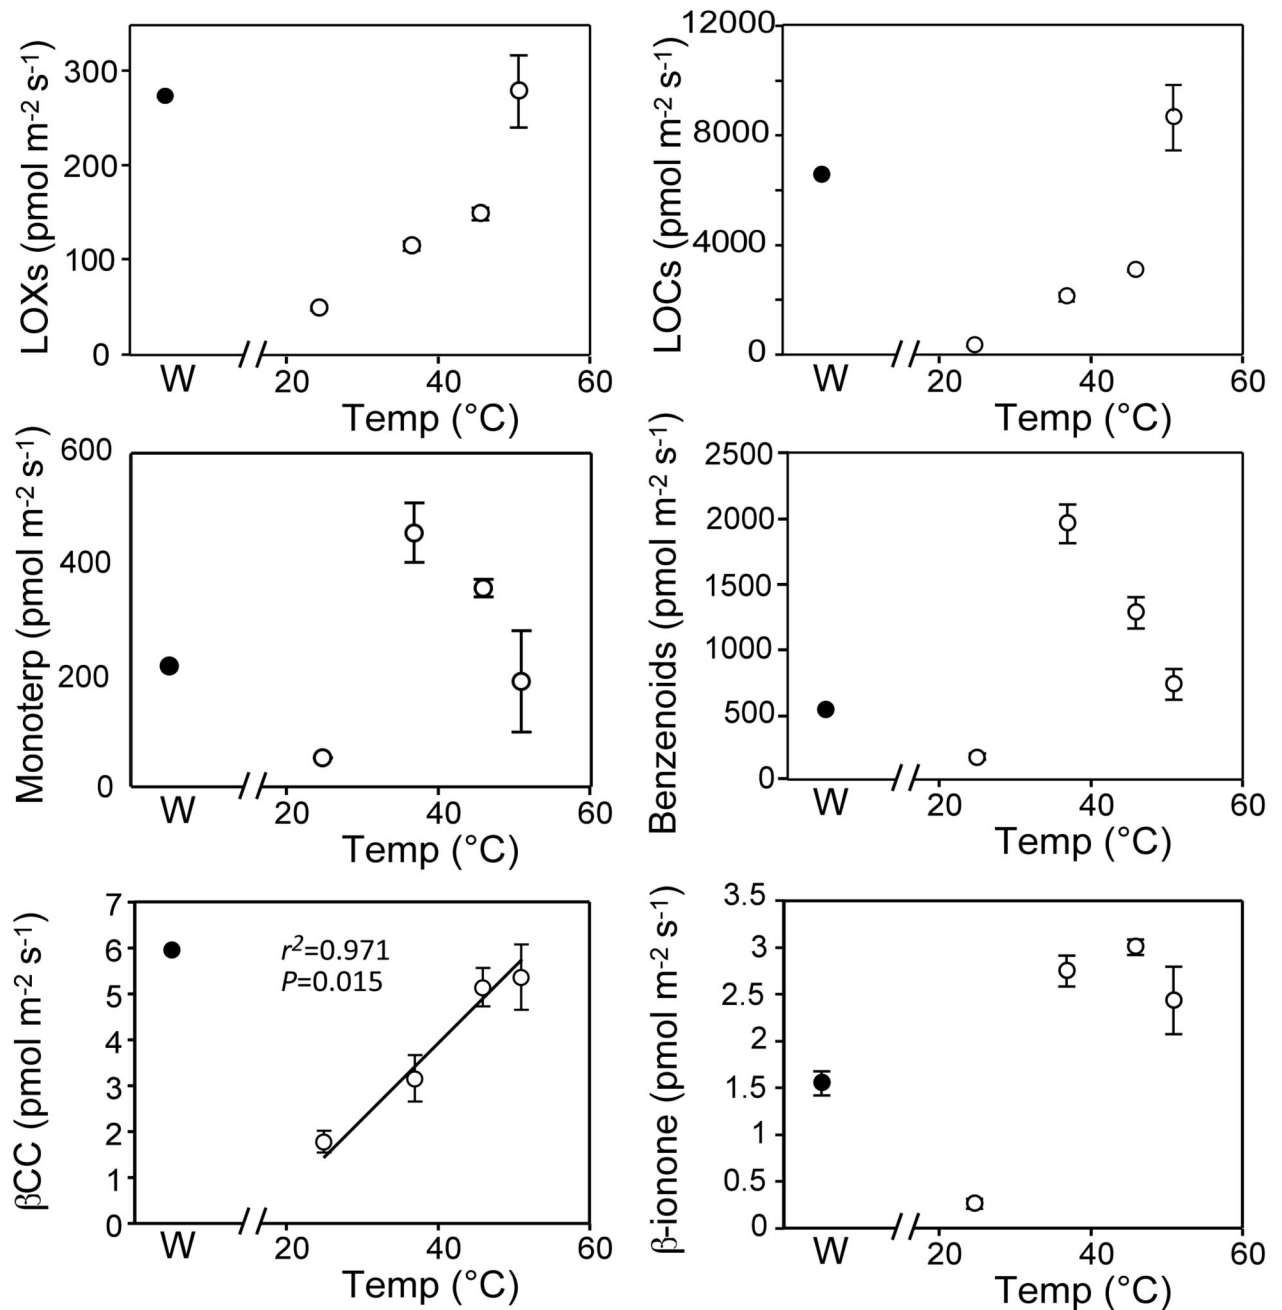 LOXs (pmol m-2 s-1)
300
200
100
0
W
20
40
60
Temp (°C)
LOCs (pmol m-2 s-1)
12000
8000
4000
0
W
20
40
60
Temp (°C)
Monoterp (pmol m-2 s-1)
600
400
200
0
W
20
40
60
Temp (°C)
Benzenoids (pmol m-2 s-1)
2500
2000
1500
1000
500
0
W
20
40
60
Temp (°C)
βCC (pmol m-2 s-1)
7
6
5
4
3
2
1
0
r2=0.971
P=0.015
W
20
40
60
Temp (°C)
β-ionone (pmol m-2 s-1)
3.5
3
2.5
2
1.5
1
0.5
0
W
20
40
60
Temp (°C)